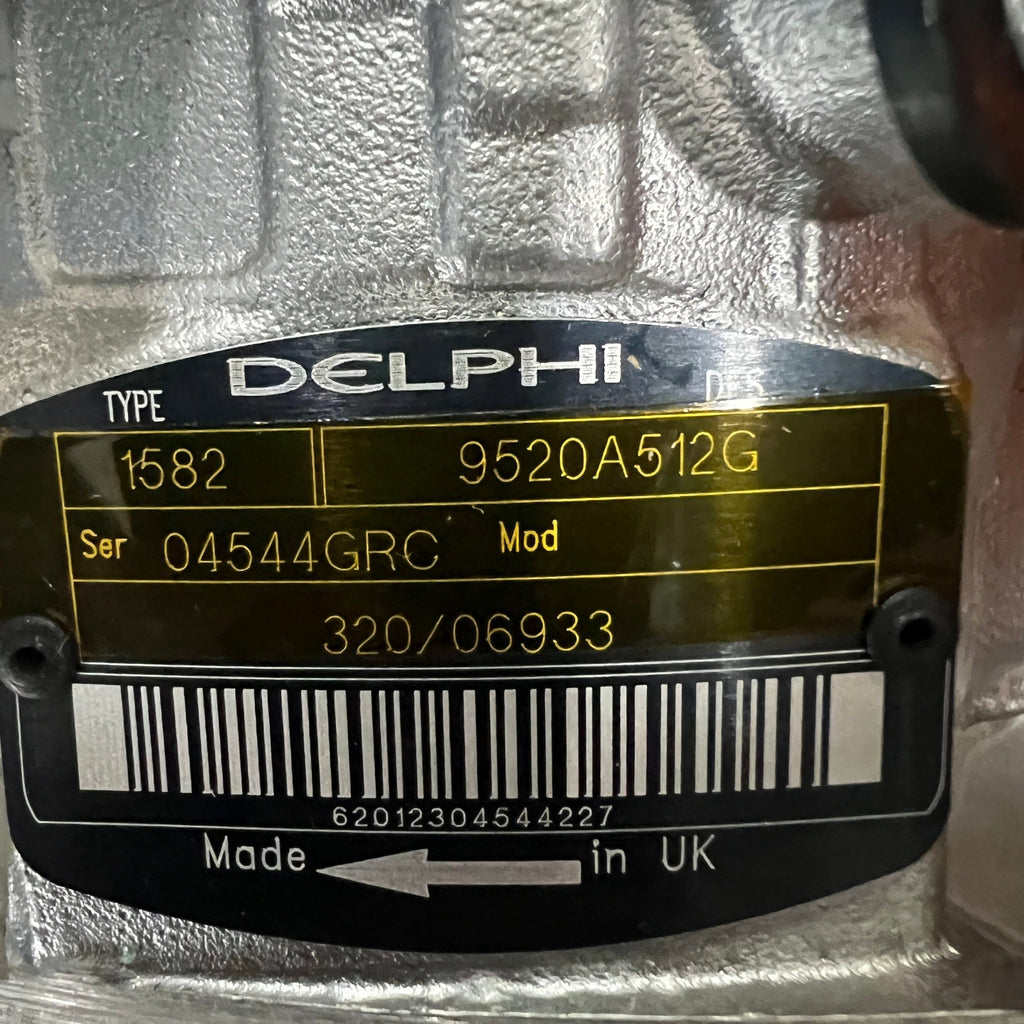 DELPHI
TYPE
1582 9520A512G
Ser 04544GRC Mod
320/06933
62012304544227
Made in UK